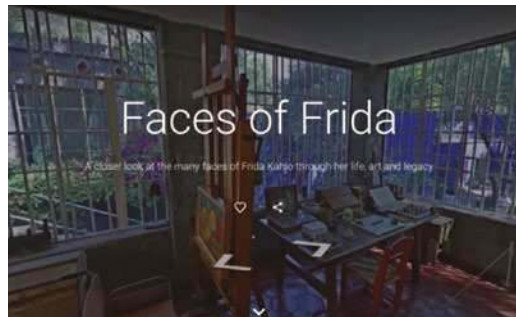 Faces of Frida
A closer look at the many faces of Frida Kahlo through her life, art and legacy